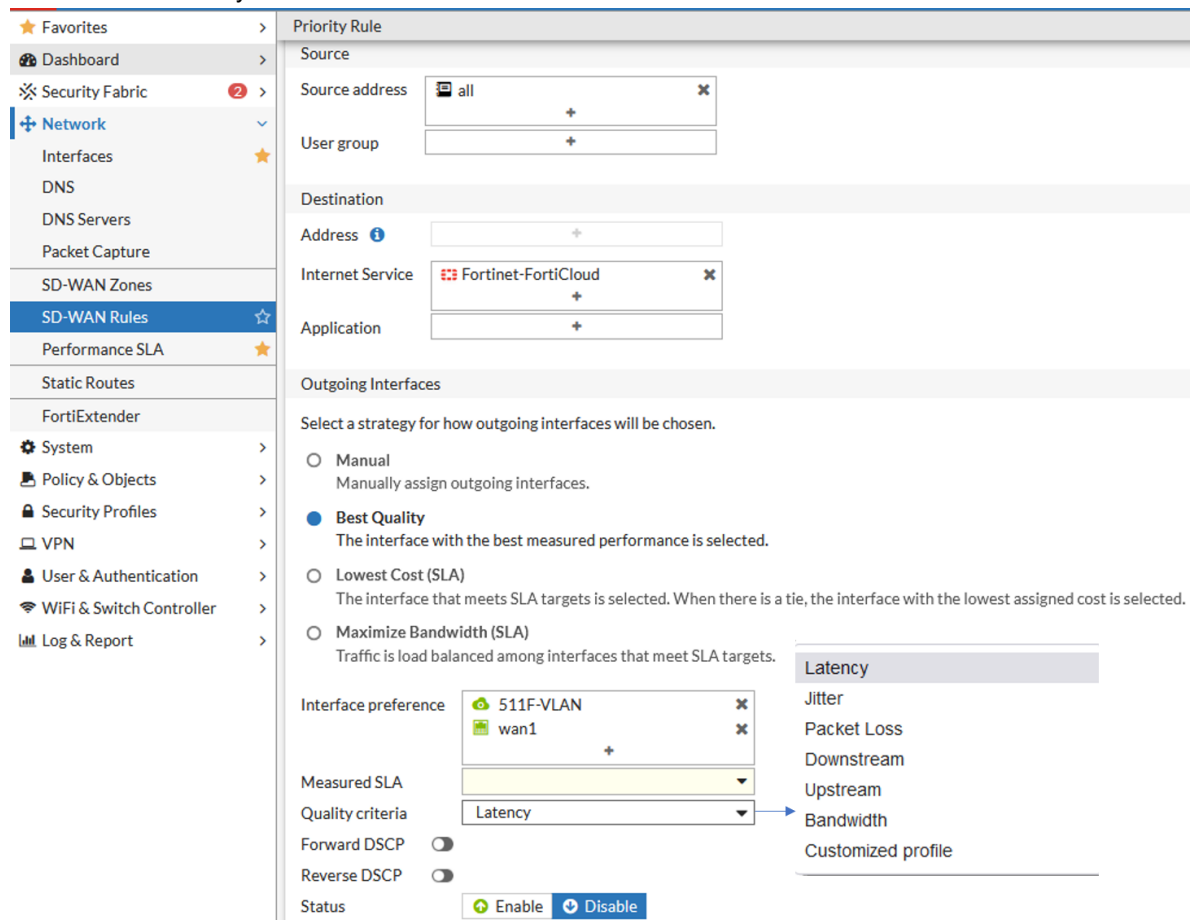 Favorites
Dashboard
Security Fabric 2
Network
Interfaces
DNS
DNS Servers
Packet Capture
SD-WAN Zones
SD-WAN Rules
Performance SLA
Static Routes
FortiExtender
System
Policy & Objects
Security Profiles
VPN
User & Authentication
WiFi & Switch Controller
Log & Report
Priority Rule
Source
Source address all
+
User group +
Destination
Address +
Internet Service Fortinet-FortiCloud
+
Application +
Outgoing Interfaces
Select a strategy for how outgoing interfaces will be chosen.
Manual
Manually assign outgoing interfaces.
Best Quality
The interface with the best measured performance is selected.
Lowest Cost (SLA)
The interface that meets SLA targets is selected. When there is a tie, the interface with the lowest assigned cost is selected.
Maximize Bandwidth (SLA)
Traffic is load balanced among interfaces that meet SLA targets.
Interface preference 511F-VLAN
wan1
+
Measured SLA
Quality criteria Latency
Forward DSCP
Reverse DSCP
Status Enable Disable
Latency
Jitter
Packet Loss
Downstream
Upstream
Bandwidth
Customized profile